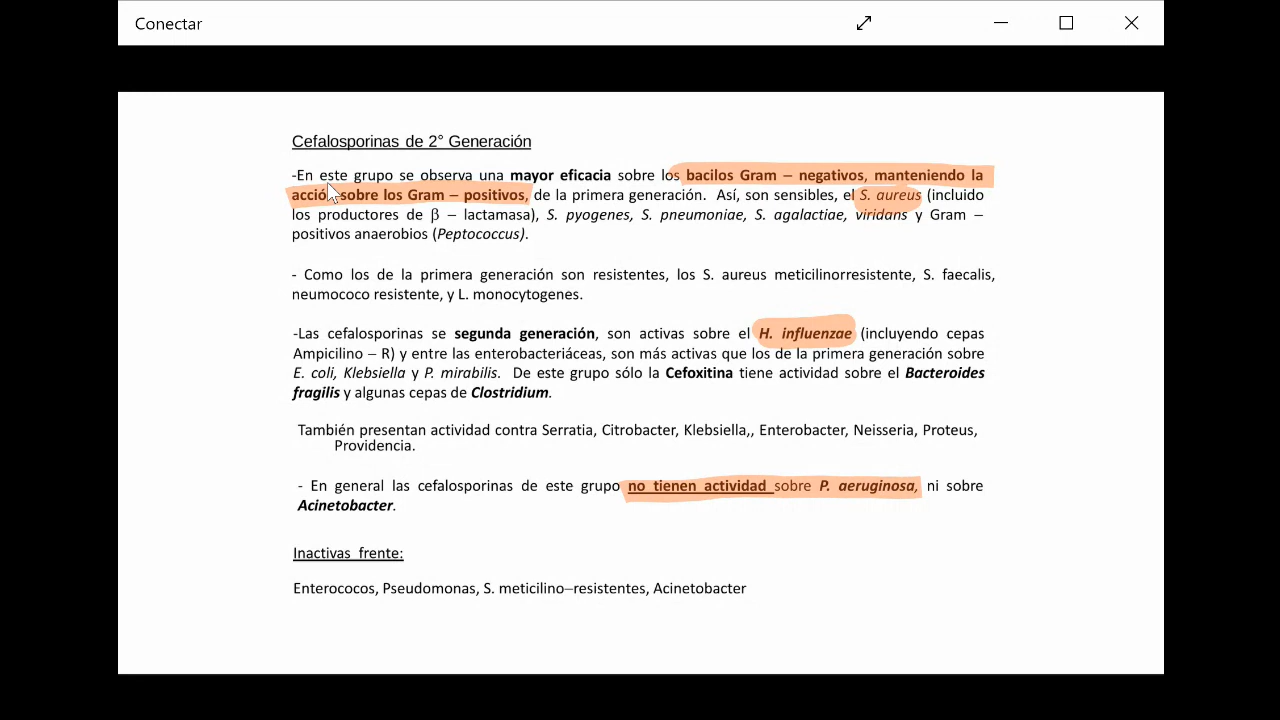 Conectar
Cefalosporinas de 2° Generación
-En este grupo se observa una mayor eficacia sobre los bacilos Gram – negativos, manteniendo la
acción sobre los Gram – positivos, de la primera generación. Así, son sensibles, el S. aureus (incluido
los productores de β – lactamasa), S. pyogenes, S. pneumoniae, S. agalactiae, viridans y Gram –
positivos anaerobios (Peptococcus).
- Como los de la primera generación son resistentes, los S. aureus meticilinorresistente, S. faecalis,
neumococo resistente, y L. monocytogenes.
-Las cefalosporinas se segunda generación, son activas sobre el H. influenzae (incluyendo cepas
Ampicilino – R) y entre las enterobacteriáceas, son más activas que los de la primera generación sobre
E. coli, Klebsiella y P. mirabilis. De este grupo sólo la Cefoxitina tiene actividad sobre el Bacteroides
fragilis y algunas cepas de Clostridium.
También presentan actividad contra Serratia, Citrobacter, Klebsiella,, Enterobacter, Neisseria, Proteus,
Providencia.
- En general las cefalosporinas de este grupo no tienen actividad sobre P. aeruginosa, ni sobre
Acinetobacter.
Inactivas frente:
Enterococos, Pseudomonas, S. meticilino–resistentes, Acinetobacter